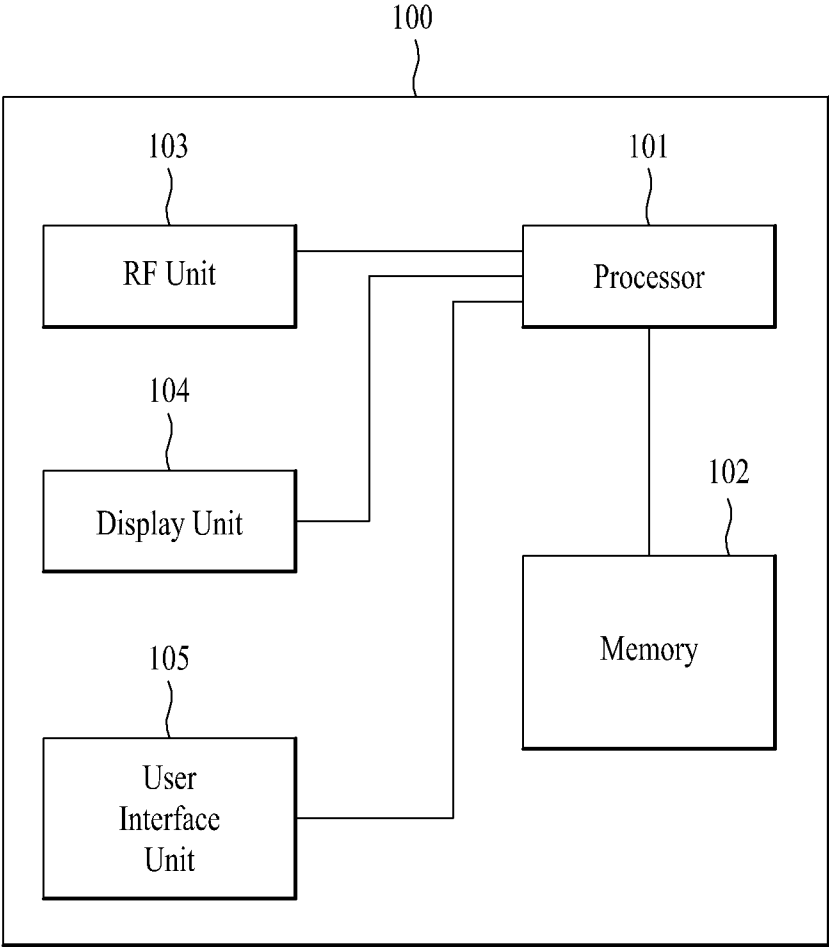 100
103
101
RF Unit
Processor
104
102
Display Unit
Memory
105
User
Interface
Unit